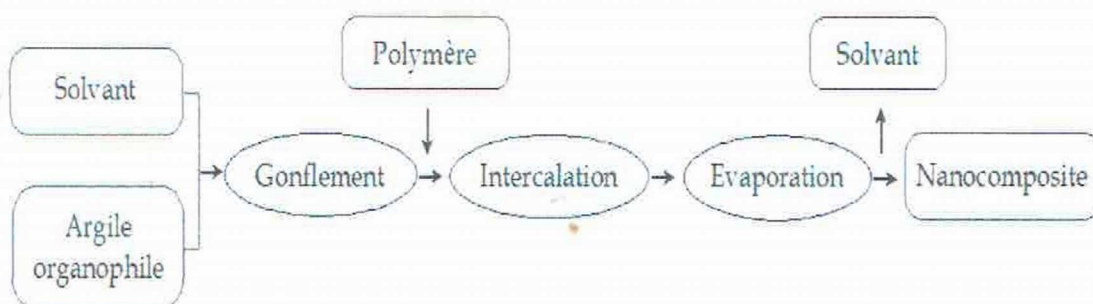 Polymère
Solvant
Solvant
Gonflement
Intercalation
Evaporation
Nanocomposite
Argile
organophile